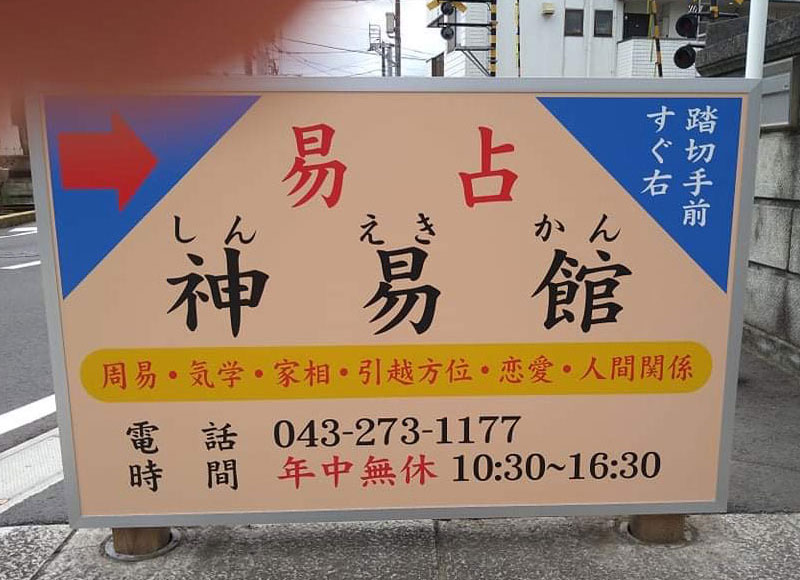 踏切手前
すぐ右
易 占
しん えき かん
神 易 館
周易・気学・家相・引越方位・恋愛・人間関係
電話 043-273-1177
時間 年中無休 10:30~16:30